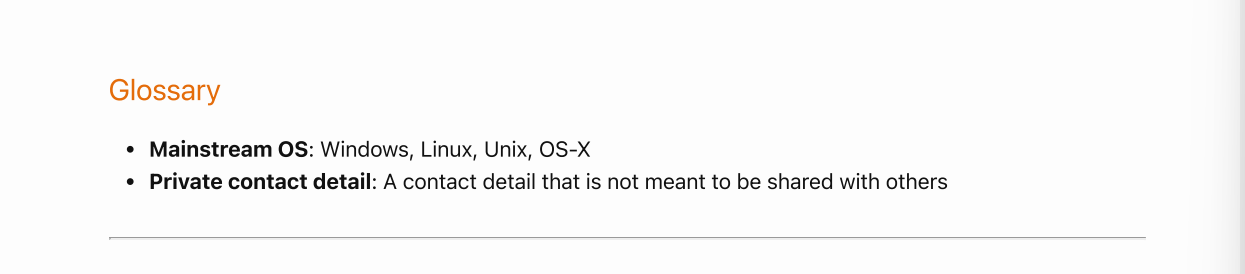 Glossary
• Mainstream OS: Windows, Linux, Unix, OS-X
• Private contact detail: A contact detail that is not meant to be shared with others